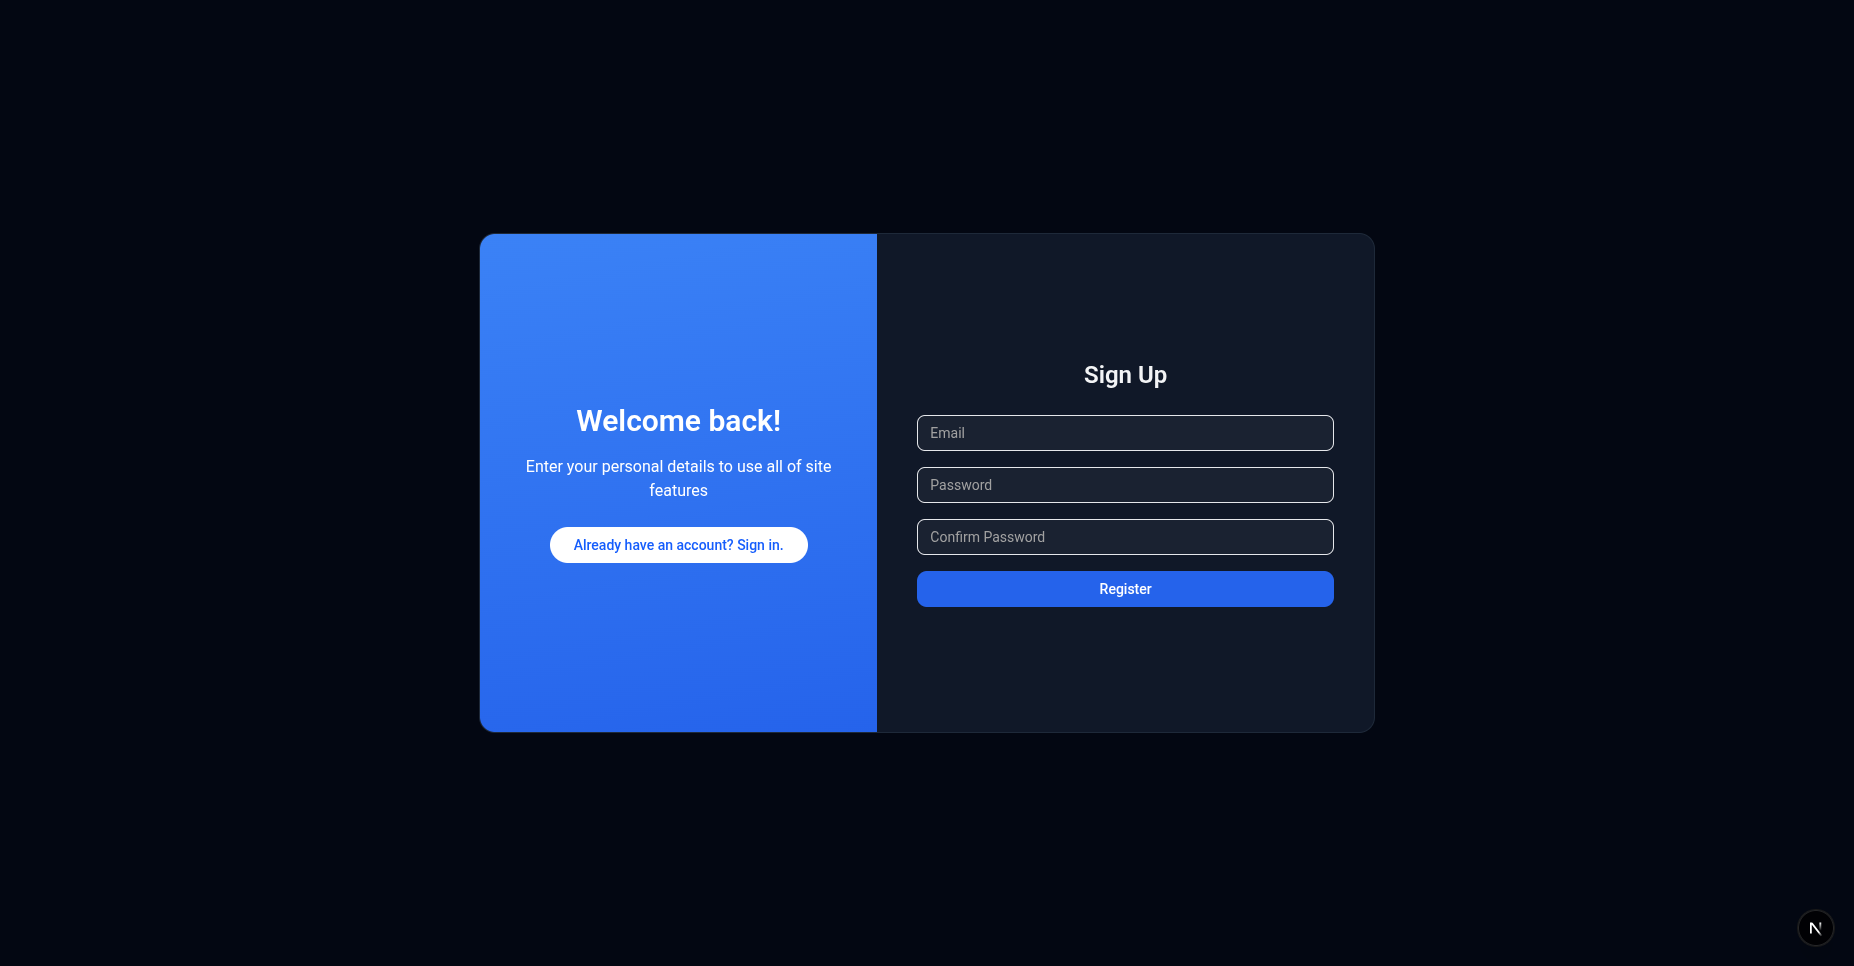 Welcome back!
Enter your personal details to use all of site
features
Already have an account? Sign in.
Sign Up
Email
Password
Confirm Password
Register
N